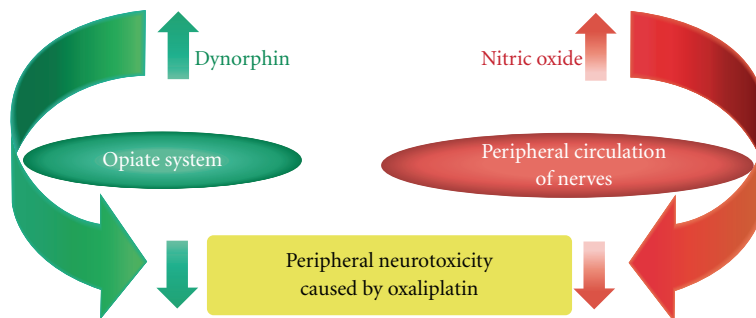 Dynorphin
Nitric oxide
Opiate system
Peripheral circulation
of nerves
Peripheral neurotoxicity
caused by oxaliplatin